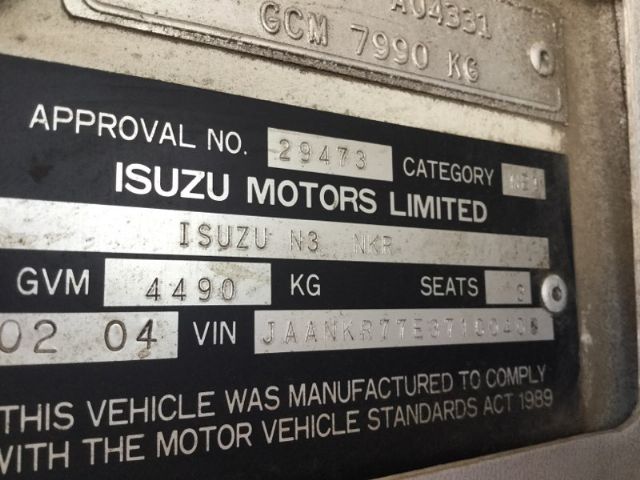 A04331
GCM 7990 KG
APPROVAL NO. 29473 CATEGORY
ISUZU MOTORS LIMITED
ISUZU N3 NKR
GVM 4490 KG SEATS
02 04 VIN
THIS VEHICLE WAS MANUFACTURED TO COMPLY
WITH THE MOTOR VEHICLE STANDARDS ACT 1989